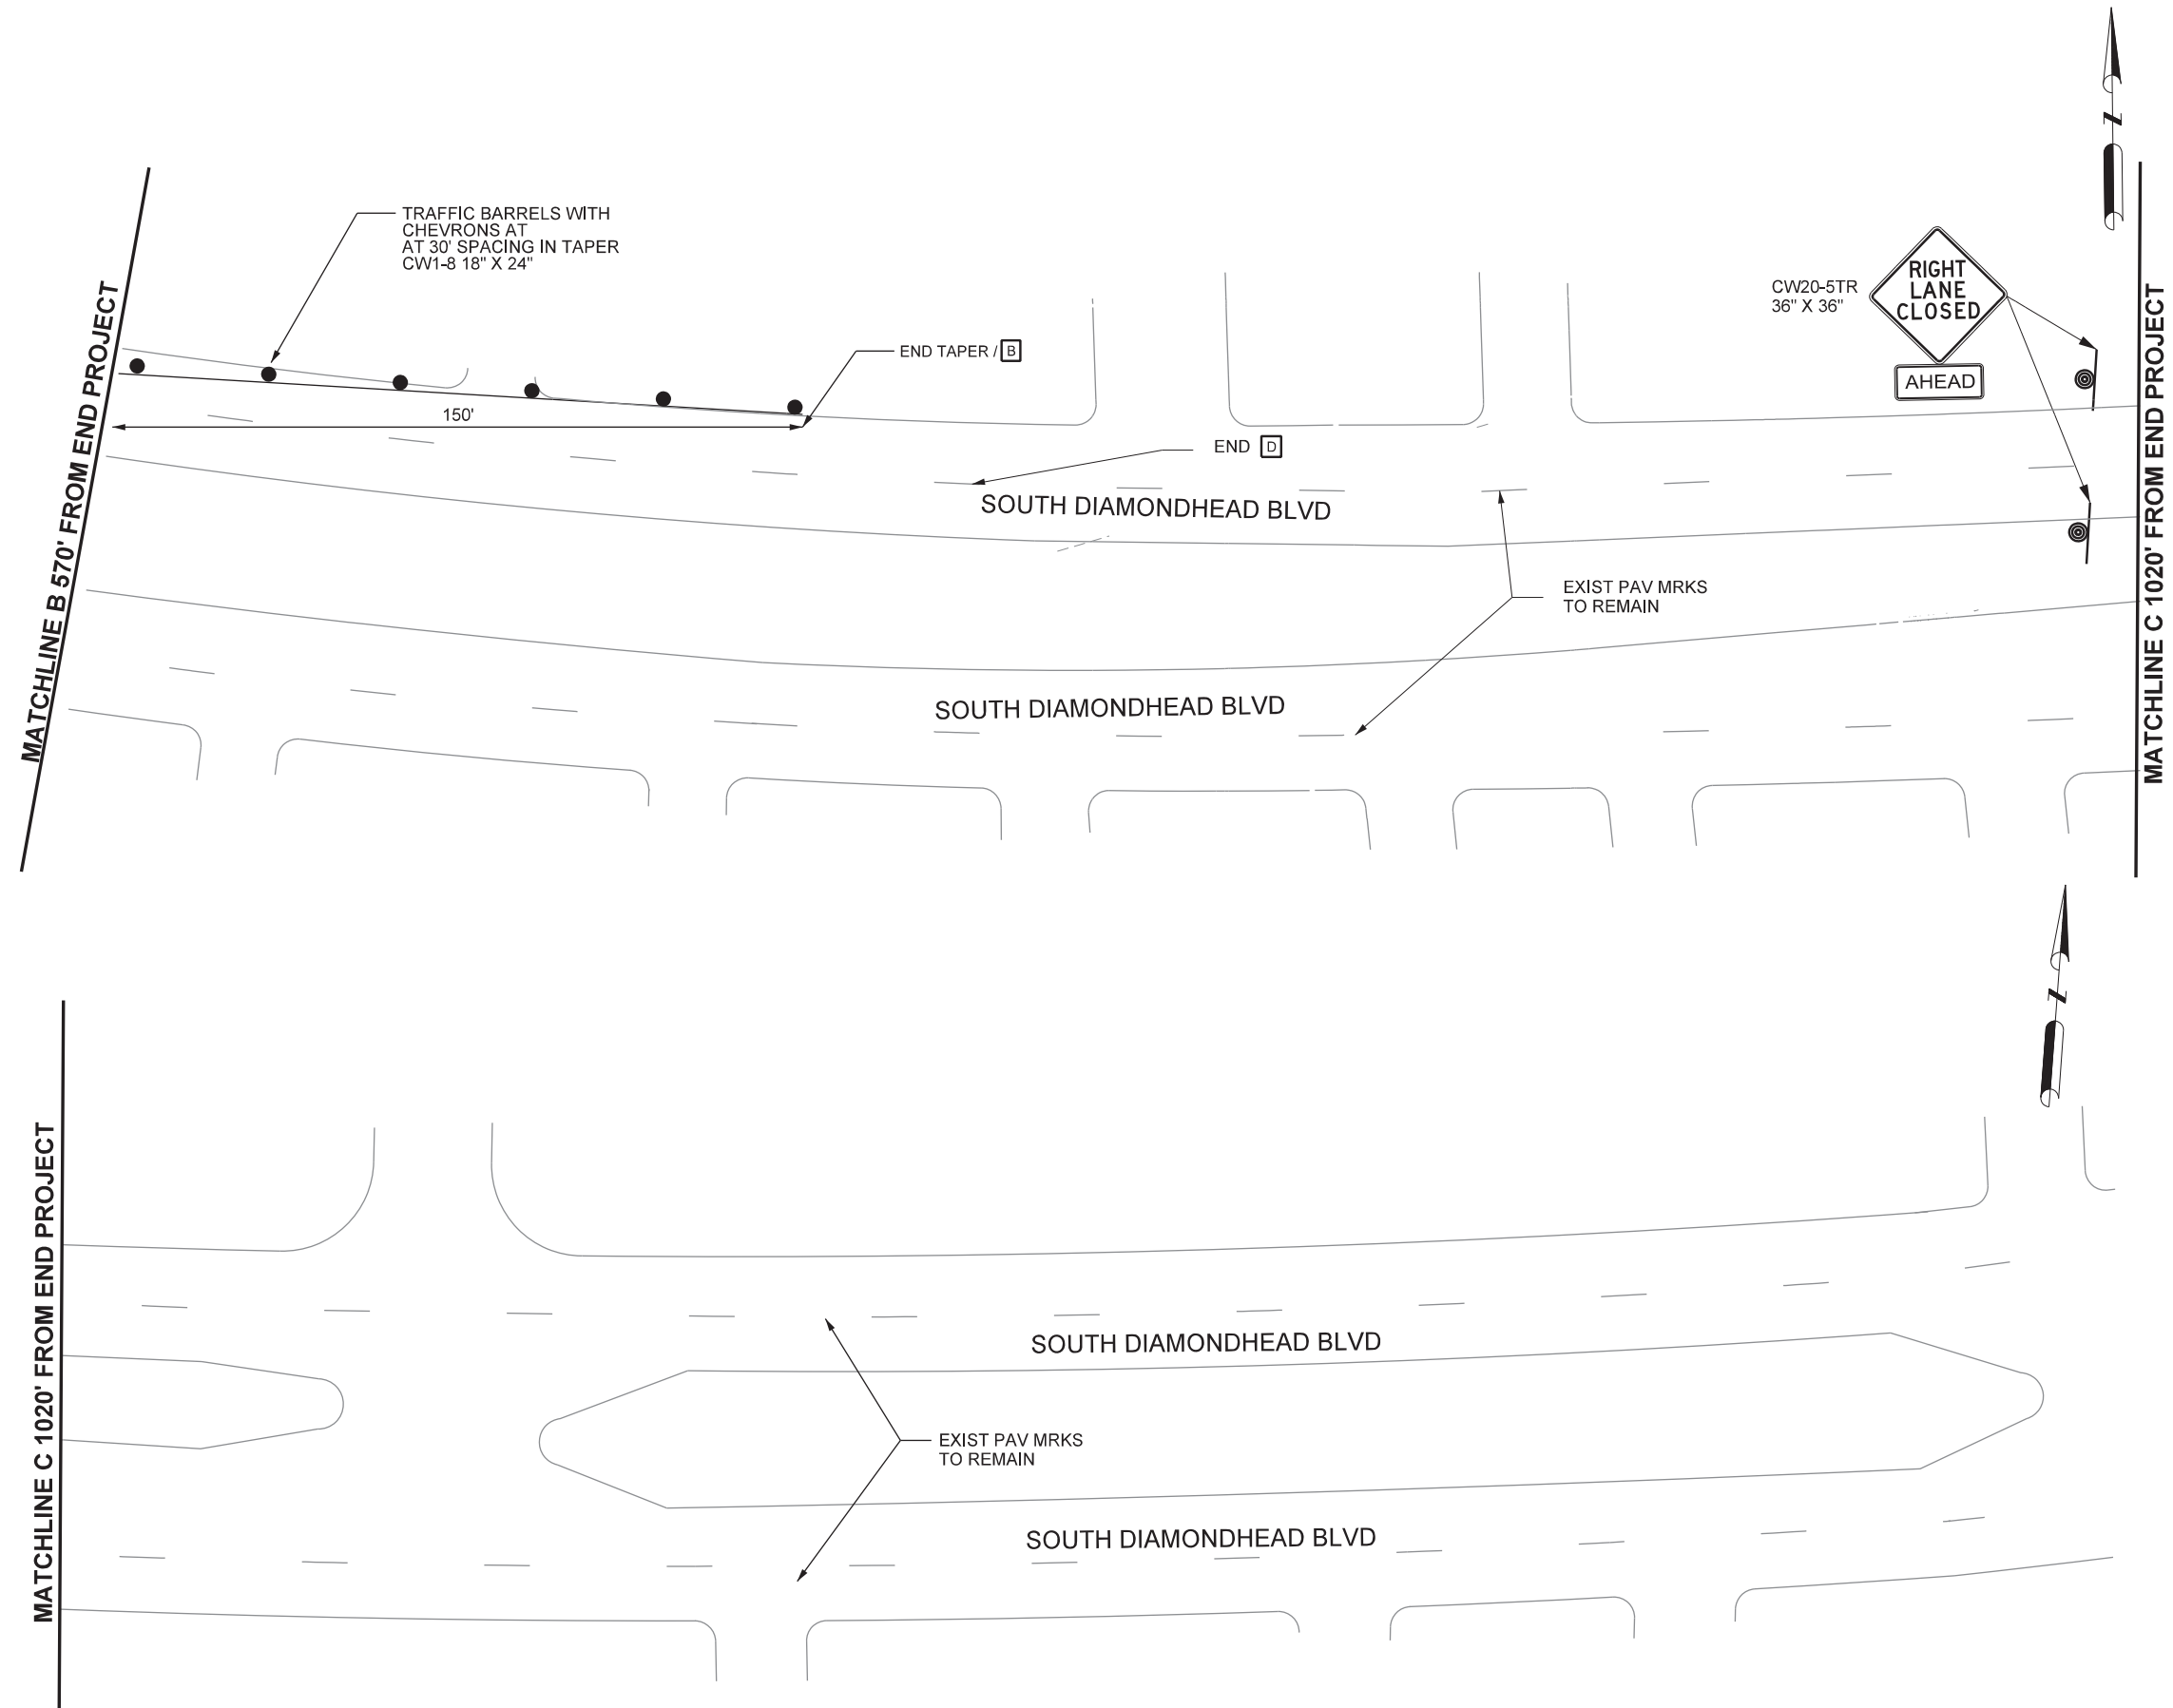 TRAFFIC BARRELS WITH
CHEVRONS AT
AT 30' SPACING IN TAPER
CW1-8 18" X 24"
N
RIGHT
LANE
CLOSED
AHEAD
CW20-5TR
36" X 36"
END TAPER / B
150'
END D
SOUTH DIAMONDHEAD BLVD
EXIST PAV MRKS
TO REMAIN
SOUTH DIAMONDHEAD BLVD
MATCHLINE B 570' FROM END PROJECT
MATCHLINE C 1020' FROM END PROJECT
N
MATCHLINE C 1020' FROM END PROJECT
SOUTH DIAMONDHEAD BLVD
EXIST PAV MRKS
TO REMAIN
SOUTH DIAMONDHEAD BLVD